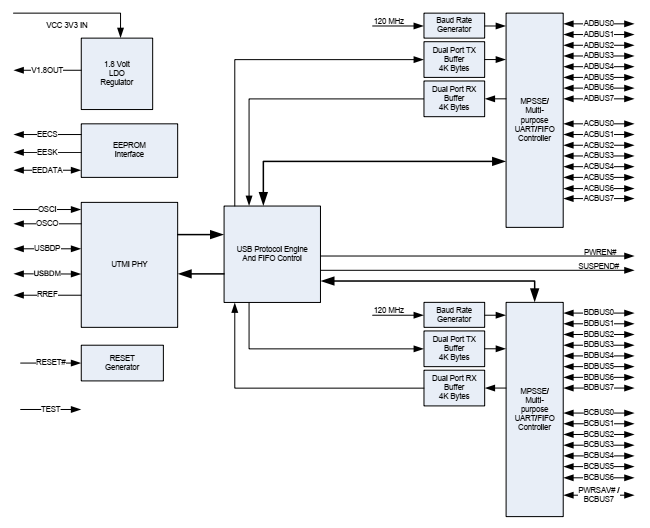 VCC 3V3 IN
1.8 Volt
LDO
Regulator
V1.8OUT
EECS
EESK
EEDATA
EEPROM
Interface
OSCI
OSCO
USBDP
USBDM
RREF
UTMI PHY
RESET#
RESET
Generator
TEST
USB Protocol Engine
And FIFO Control
120 MHz
Baud Rate
Generator
Dual Port TX
Buffer
4K Bytes
Dual Port RX
Buffer
4K Bytes
MPSSE/
Multi-
purpose
UART/FIFO
Controller
ADBUS0
ADBUS1
ADBUS2
ADBUS3
ADBUS4
ADBUS5
ADBUS6
ADBUS7
ACBUS0
ACBUS1
ACBUS2
ACBUS3
ACBUS4
ACBUS5
ACBUS6
ACBUS7
PWREN#
SUSPEND#
120 MHz
Baud Rate
Generator
Dual Port TX
Buffer
4K Bytes
Dual Port RX
Buffer
4K Bytes
MPSSE/
Multi-
purpose
UART/FIFO
Controller
BDBUS0
BDBUS1
BDBUS2
BDBUS3
BDBUS4
BDBUS5
BDBUS6
BDBUS7
BCBUS0
BCBUS1
BCBUS2
BCBUS3
BCBUS4
BCBUS5
BCBUS6
PWRSAV# /
BCBUS7